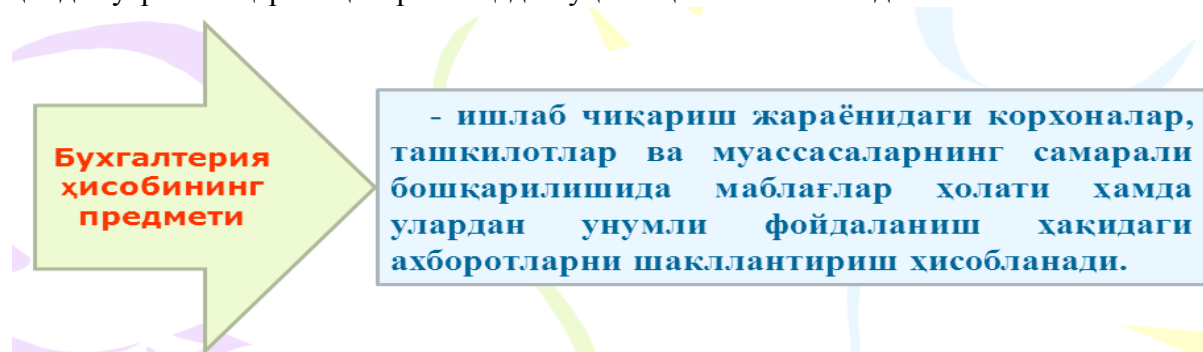 Бухгалтерия
ҳисобининг
предмети
- ишлаб чиқариш жараёнидаги корхоналар,
ташкилотлар ва муассасаларнинг самарали
бошқарилишида маблағлар ҳолати ҳамда
улардан унумли фойдаланиш ҳақидаги
ахборотларни шакллантириш ҳисобланади.